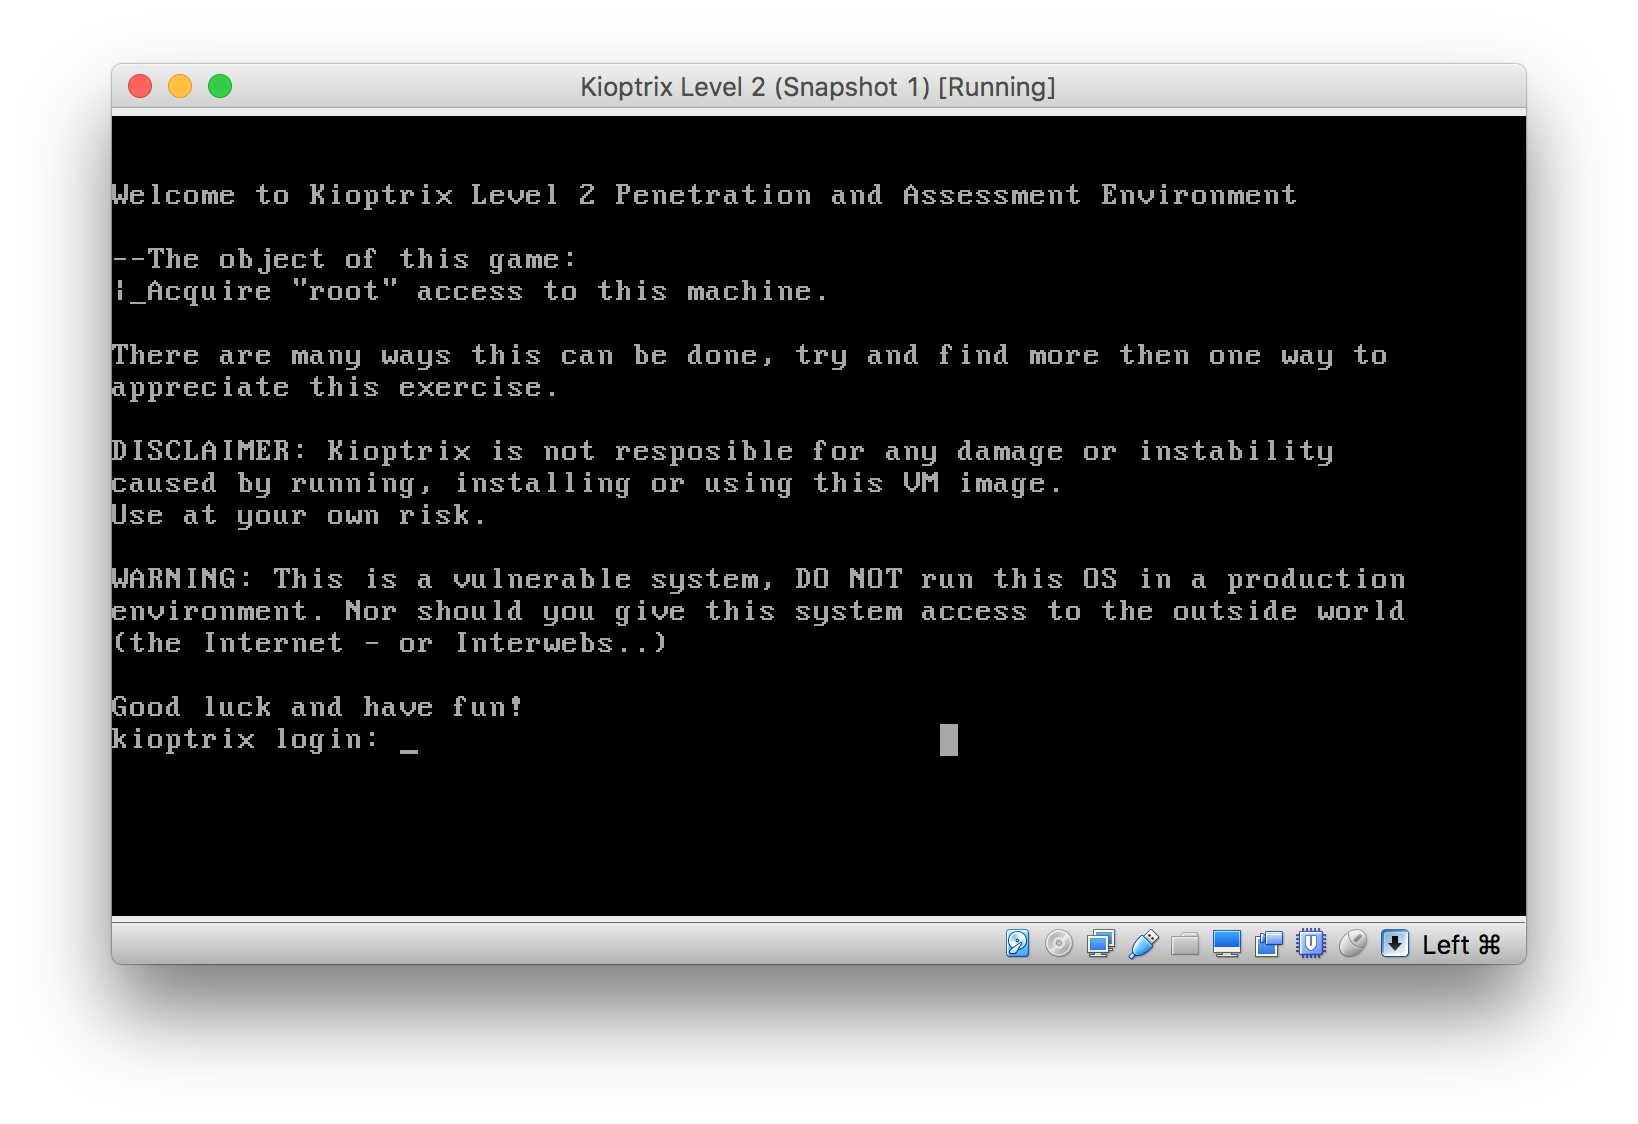 Kioptrix Level 2 (Snapshot 1) [Running]
Welcome to Kioptrix Level 2 Penetration and Assessment Environment
--The object of this game:
|_Acquire "root" access to this machine.
There are many ways this can be done, try and find more then one way to
appreciate this exercise.
DISCLAIMER: Kioptrix is not resposible for any damage or instability
caused by running, installing or using this VM image.
Use at your own risk.
WARNING: This is a vulnerable system, DO NOT run this OS in a production
environment. Nor should you give this system access to the outside world
(the Internet - or Interwebs..)
Good luck and have fun!
kioptrix login: _
Left ⌘